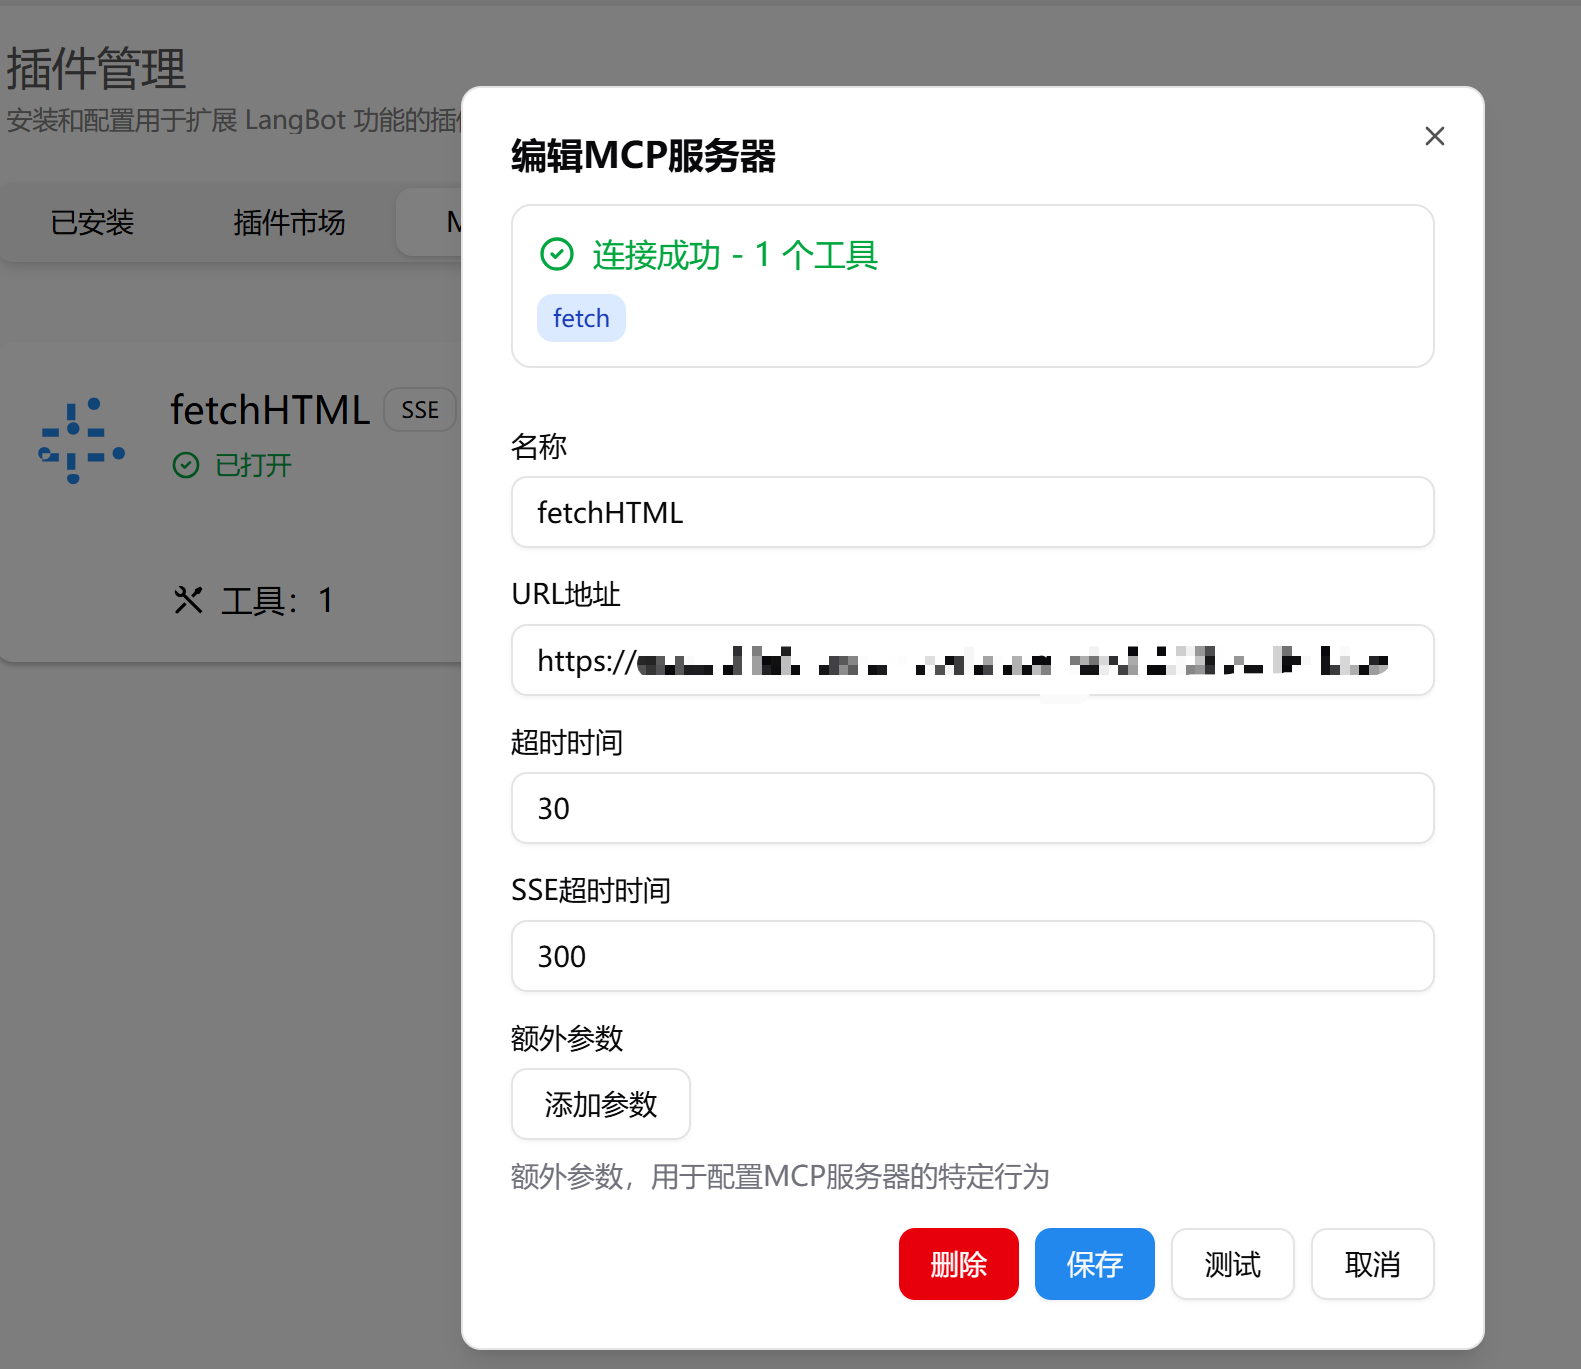 插件管理
安装和配置用于扩展 LangBot 功能的插
已安装
插件市场
fetchHTML
SSE
已打开
工具：1
编辑MCP服务器
连接成功 - 1 个工具
fetch
名称
fetchHTML
URL地址
https://
超时时间
30
SSE超时时间
300
额外参数
添加参数
额外参数，用于配置MCP服务器的特定行为
删除
保存
测试
取消